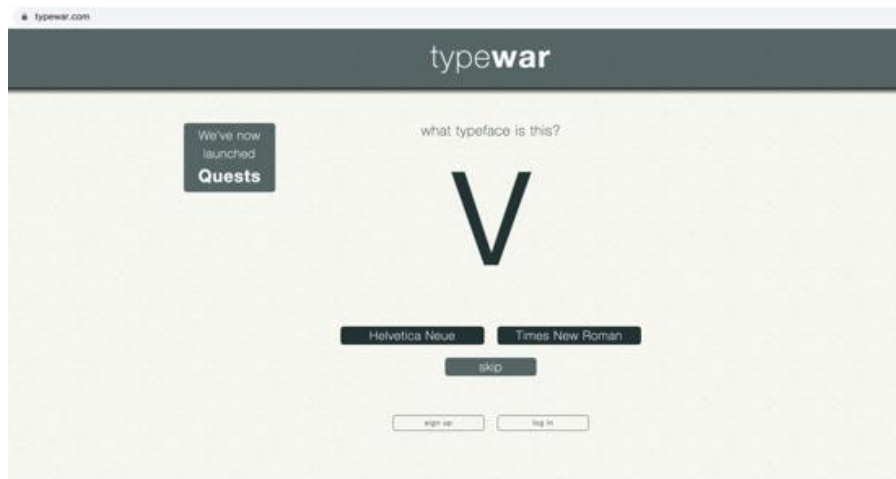 typewar.com
typewar
We've now
launched
Quests
what typeface is this?
V
Helvetica Neue
Times New Roman
skip
sign up
log in